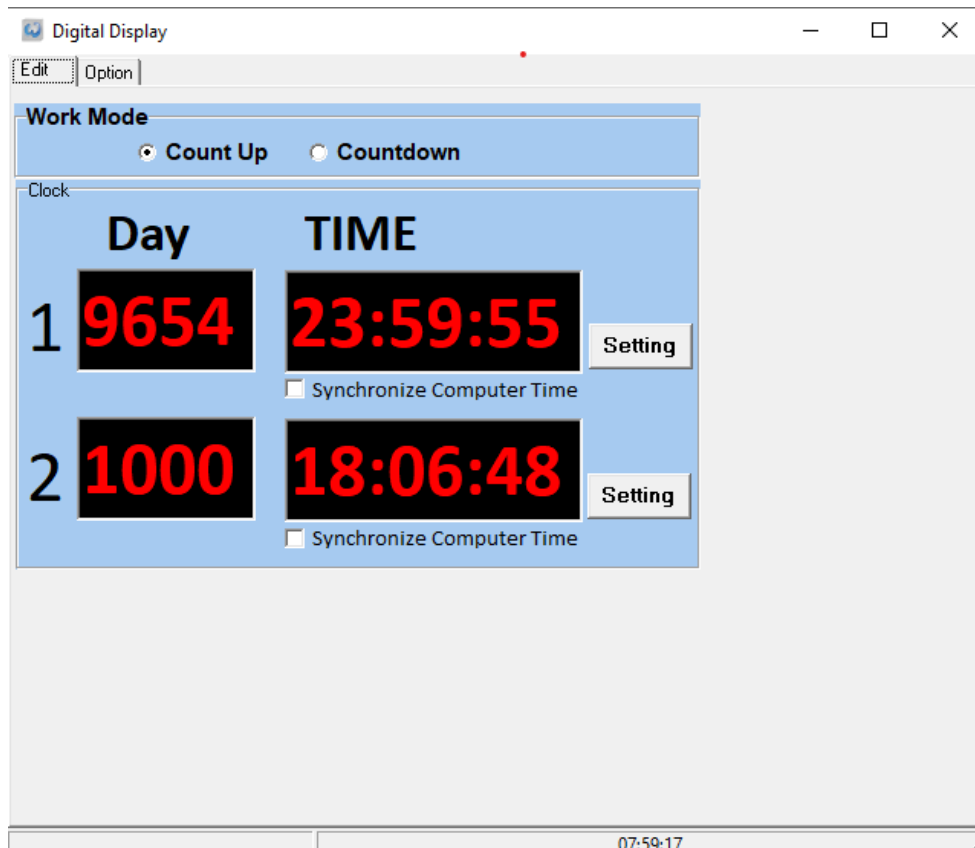 Digital Display
Edit Option
Work Mode
Count Up Countdown
Clock
Day TIME
1 9654 23:59:55 Setting
Synchronize Computer Time
2 1000 18:06:48 Setting
Synchronize Computer Time
07:59:17